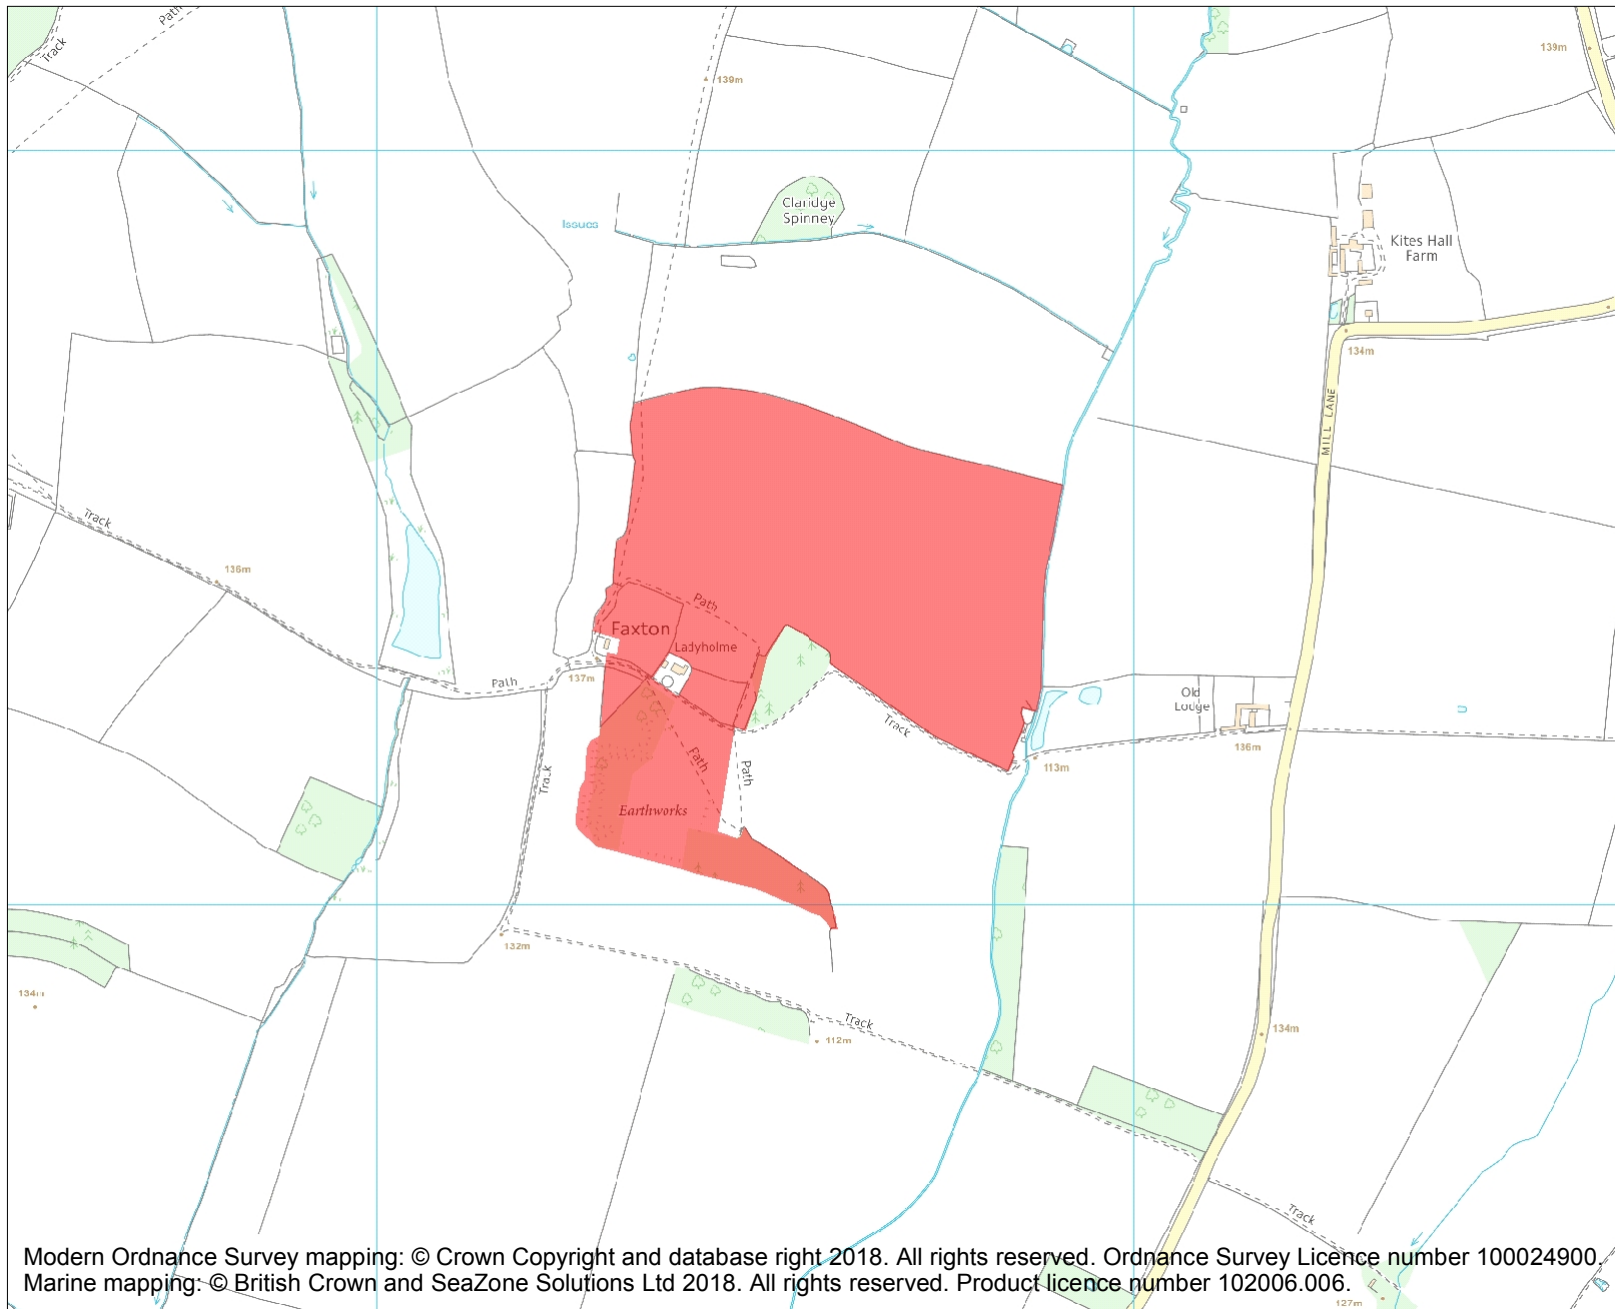 Path
Track
139m
139m
Claridge
Spinney
Issues
Kites Hall
Farm
134m
MILL LANE
Track
136m
Path
Faxton
Ladyholme
137m
Path
Old
Lodge
Track
136m
113m
Path
Path
Track
Earthworks
132m
134m
Track
112m
134m
Track
Modern Ordnance Survey mapping: © Crown Copyright and database right 2018. All rights reserved. Ordnance Survey Licence number 100024900.
Marine mapping: © British Crown and SeaZone Solutions Ltd 2018. All rights reserved. Product licence number 102006.006.
127m